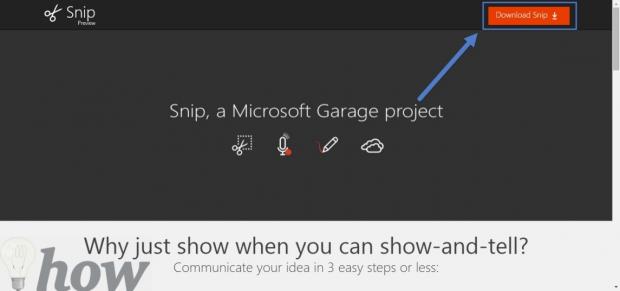 Snip
Preview
Download Snip
Snip, a Microsoft Garage project
Why just show when you can show-and-tell?
Communicate your idea in 3 easy steps or less:
how